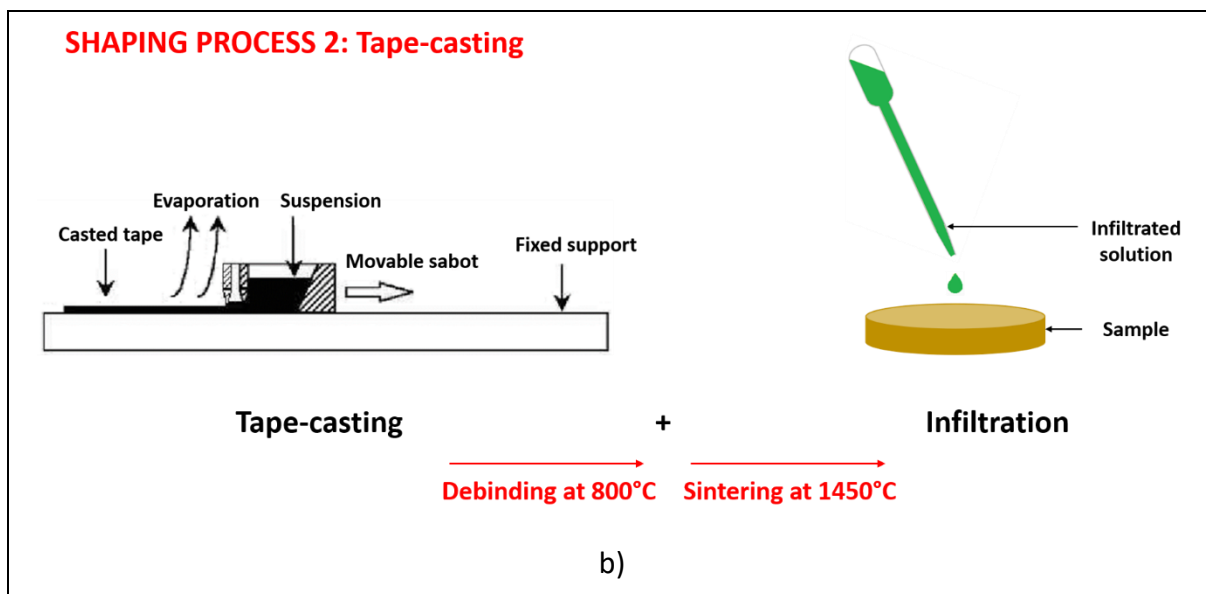 SHAPING PROCESS 2: Tape-casting
Evaporation
Suspension
Casted tape
Movable sabot
Fixed support
Infiltrated
solution
Sample
Tape-casting + Infiltration
Debinding at 800°C Sintering at 1450°C
b)